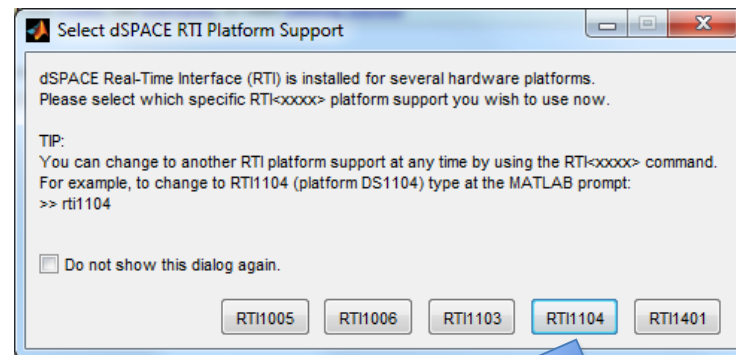 Select dSPACE RTI Platform Support
dSPACE Real-Time Interface (RTI) is installed for several hardware platforms.
Please select which specific RTI<xxxx> platform support you wish to use now.
TIP:
You can change to another RTI platform support at any time by using the RTI<xxxx> command.
For example, to change to RTI1104 (platform DS1104) type at the MATLAB prompt:
>> rti1104
Do not show this dialog again.
RTI1005 RTI1006 RTI1103 RTI1104 RTI1401